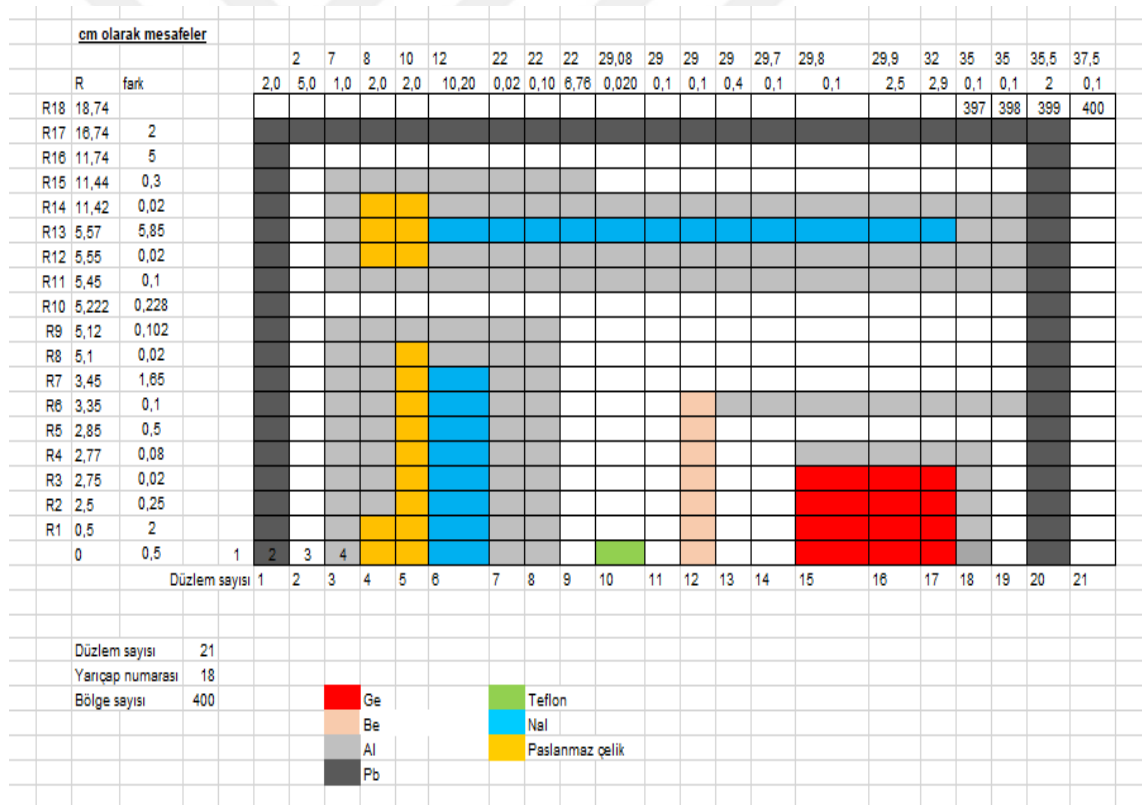 cm olarak mesafeler
2 7 8 10 12 22 22 22 29,08 29 29 29 29,7 29,8 29,9 32 35 35 35,5 37,5
R fark 2,0 5,0 1,0 2,0 2,0 10,20 0,02 0,10 6,76 0,020 0,1 0,1 0,4 0,1 0,1 2,5 2,9 0,1 0,1 2 0,1
R18 18,74 397 398 399 400
R17 16,74 2
R16 11,74 5
R15 11,44 0,3
R14 11,42 0,02
R13 5,57 5,85
R12 5,55 0,02
R11 5,45 0,1
R10 5,222 0,228
R9 5,12 0,102
R8 5,1 0,02
R7 3,45 1,65
R6 3,35 0,1
R5 2,85 0,5
R4 2,77 0,08
R3 2,75 0,02
R2 2,5 0,25
R1 0,5 2
0 0,5 1 2 3 4
Düzlem sayısı 1 2 3 4 5 6 7 8 9 10 11 12 13 14 15 16 17 18 19 20 21
Düzlem sayısı 21
Yarıçap numarası 18
Bölge sayısı 400
Ge Teflon
Be NaI
Al Paslanmaz çelik
Pb